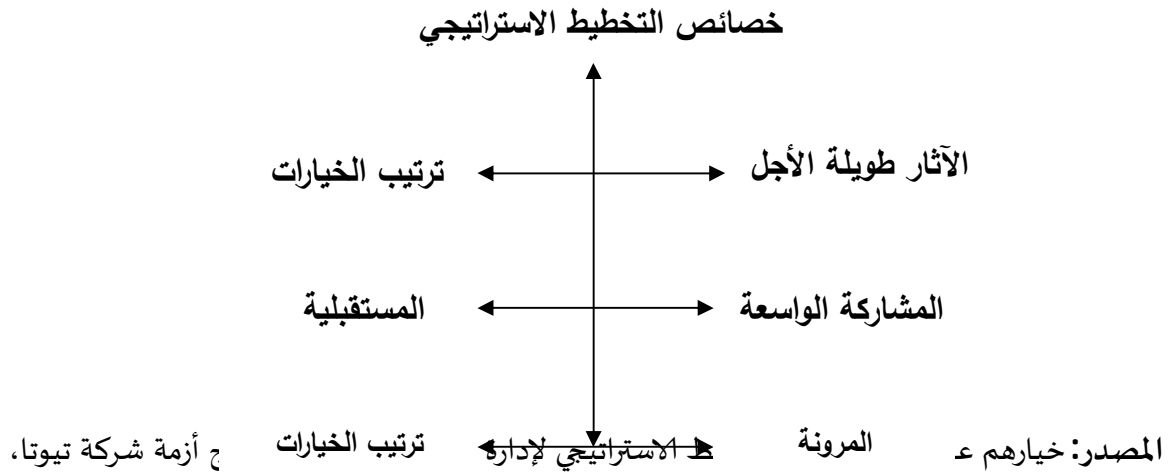 خصائص التخطيط الاستراتيجي
الآثار طويلة الأجل ترتيب الخيارات
المشاركة الواسعة المستقبلية
المرونة ترتيب الخيارات
المصدر: خيارهم عـ الاستراتيجي لإدارة أزمة شركة تيوتا،